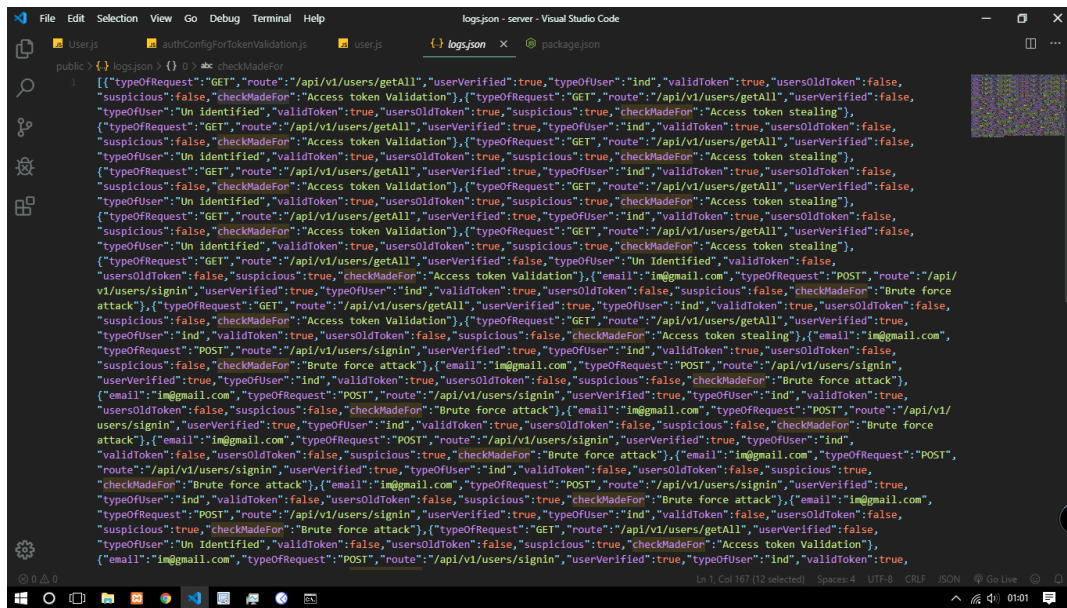 File Edit Selection View Go Debug Terminal Help logs.json - server - Visual Studio Code
User.js authConfigForTokenValidation.js user.js {..} logs.json × package.json
public > {..} logs.json > {} 0 > abc checkMadeFor
1 [{"typeOfRequest":"GET","route":"/api/v1/users/getAll","userVerified":true,"typeOfUser":"ind","validToken":true,"usersOldToken":false,
"suspicious":false,"checkMadeFor":"Access token Validation"},{"typeOfRequest":"GET","route":"/api/v1/users/getAll","userVerified":false,
"typeOfUser":"Un identified","validToken":true,"usersOldToken":true,"suspicious":true,"checkMadeFor":"Access token stealing"},
{"typeOfRequest":"GET","route":"/api/v1/users/getAll","userVerified":true,"typeOfUser":"ind","validToken":true,"usersOldToken":false,
"suspicious":false,"checkMadeFor":"Access token Validation"},{"typeOfRequest":"GET","route":"/api/v1/users/getAll","userVerified":false,
"typeOfUser":"Un identified","validToken":true,"usersOldToken":true,"suspicious":true,"checkMadeFor":"Access token stealing"},
{"typeOfRequest":"GET","route":"/api/v1/users/getAll","userVerified":true,"typeOfUser":"ind","validToken":true,"usersOldToken":false,
"suspicious":false,"checkMadeFor":"Access token Validation"},{"typeOfRequest":"GET","route":"/api/v1/users/getAll","userVerified":false,
"typeOfUser":"Un identified","validToken":true,"usersOldToken":true,"suspicious":true,"checkMadeFor":"Access token stealing"},
{"typeOfRequest":"GET","route":"/api/v1/users/getAll","userVerified":true,"typeOfUser":"ind","validToken":true,"usersOldToken":false,
"suspicious":false,"checkMadeFor":"Access token Validation"},{"typeOfRequest":"GET","route":"/api/v1/users/getAll","userVerified":false,
"typeOfUser":"Un identified","validToken":true,"usersOldToken":true,"suspicious":true,"checkMadeFor":"Access token stealing"},
{"typeOfRequest":"GET","route":"/api/v1/users/getAll","userVerified":false,"typeOfUser":"Un Identified","validToken":false,
"usersOldToken":false,"suspicious":true,"checkMadeFor":"Access token Validation"},{"email":"im@gmail.com","typeOfRequest":"POST","route":"/api/
v1/users/signin","userVerified":true,"typeOfUser":"ind","validToken":true,"usersOldToken":false,"suspicious":false,"checkMadeFor":"Brute force
attack"},{"typeOfRequest":"GET","route":"/api/v1/users/getAll","userVerified":true,"typeOfUser":"ind","validToken":true,"usersOldToken":false,
"suspicious":false,"checkMadeFor":"Access token Validation"},{"typeOfRequest":"GET","route":"/api/v1/users/getAll","userVerified":true,
"typeOfUser":"ind","validToken":true,"usersOldToken":false,"suspicious":false,"checkMadeFor":"Access token stealing"},{"email":"im@gmail.com",
"typeOfRequest":"POST","route":"/api/v1/users/signin","userVerified":true,"typeOfUser":"ind","validToken":true,"usersOldToken":false,
"suspicious":false,"checkMadeFor":"Brute force attack"},{"email":"im@gmail.com","typeOfRequest":"POST","route":"/api/v1/users/signin",
"userVerified":true,"typeOfUser":"ind","validToken":true,"usersOldToken":false,"suspicious":false,"checkMadeFor":"Brute force attack"},
{"email":"im@gmail.com","typeOfRequest":"POST","route":"/api/v1/users/signin","userVerified":true,"typeOfUser":"ind","validToken":true,
"usersOldToken":false,"suspicious":false,"checkMadeFor":"Brute force attack"},{"email":"im@gmail.com","typeOfRequest":"POST","route":"/api/v1/
users/signin","userVerified":true,"typeOfUser":"ind","validToken":true,"usersOldToken":false,"suspicious":false,"checkMadeFor":"Brute force
attack"},{"email":"im@gmail.com","typeOfRequest":"POST","route":"/api/v1/users/signin","userVerified":true,"typeOfUser":"ind",
"validToken":false,"usersOldToken":false,"suspicious":true,"checkMadeFor":"Brute force attack"},{"email":"im@gmail.com","typeOfRequest":"POST",
"route":"/api/v1/users/signin","userVerified":true,"typeOfUser":"ind","validToken":false,"usersOldToken":false,"suspicious":true,
"checkMadeFor":"Brute force attack"},{"email":"im@gmail.com","typeOfRequest":"POST","route":"/api/v1/users/signin","userVerified":true,
"typeOfUser":"ind","validToken":false,"usersOldToken":false,"suspicious":true,"checkMadeFor":"Brute force attack"},{"email":"im@gmail.com",
"typeOfRequest":"POST","route":"/api/v1/users/signin","userVerified":true,"typeOfUser":"ind","validToken":false,"usersOldToken":false,
"suspicious":true,"checkMadeFor":"Brute force attack"},{"typeOfRequest":"GET","route":"/api/v1/users/getAll","userVerified":false,
"typeOfUser":"Un Identified","validToken":false,"usersOldToken":false,"suspicious":true,"checkMadeFor":"Access token Validation"},
{"email":"im@gmail.com","typeOfRequest":"POST","route":"/api/v1/users/signin","userVerified":true,"typeOfUser":"ind","validToken":true,
0 0 Ln 1, Col 167 (12 selected) Spaces: 4 UTF-8 CRLF JSON Go Live
01:01